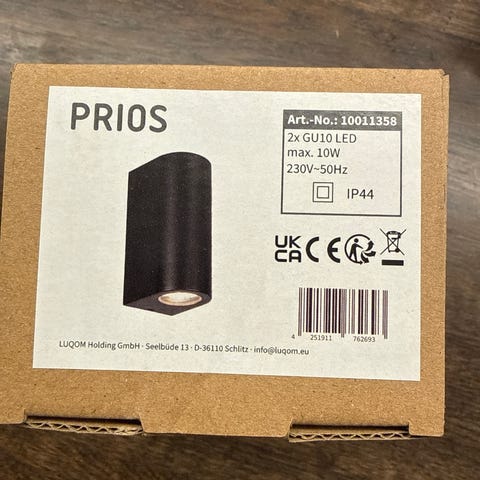 PRIOS
Art.-No.: 10011358
2x GU10 LED
max. 10W
230V~50Hz
IP44
UK
CA CE
4 251911 762693
LUQOM Holding GmbH · Seelbüde 13 · D-36110 Schlitz · info@luqom.eu